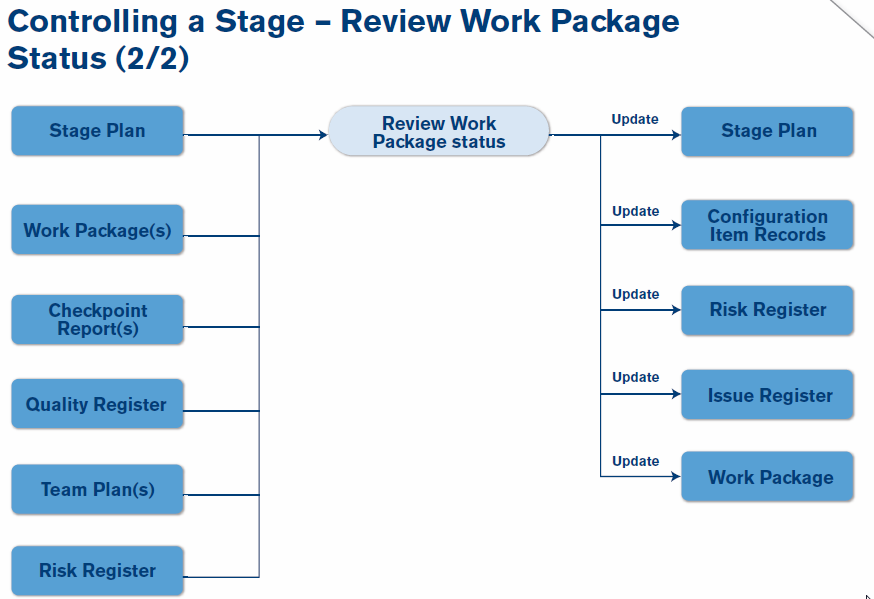 Controlling a Stage – Review Work Package
Status (2/2)
Stage Plan
Work Package(s)
Checkpoint
Report(s)
Quality Register
Team Plan(s)
Risk Register
Review Work
Package status
Update
Stage Plan
Update
Configuration
Item Records
Update
Risk Register
Update
Issue Register
Update
Work Package